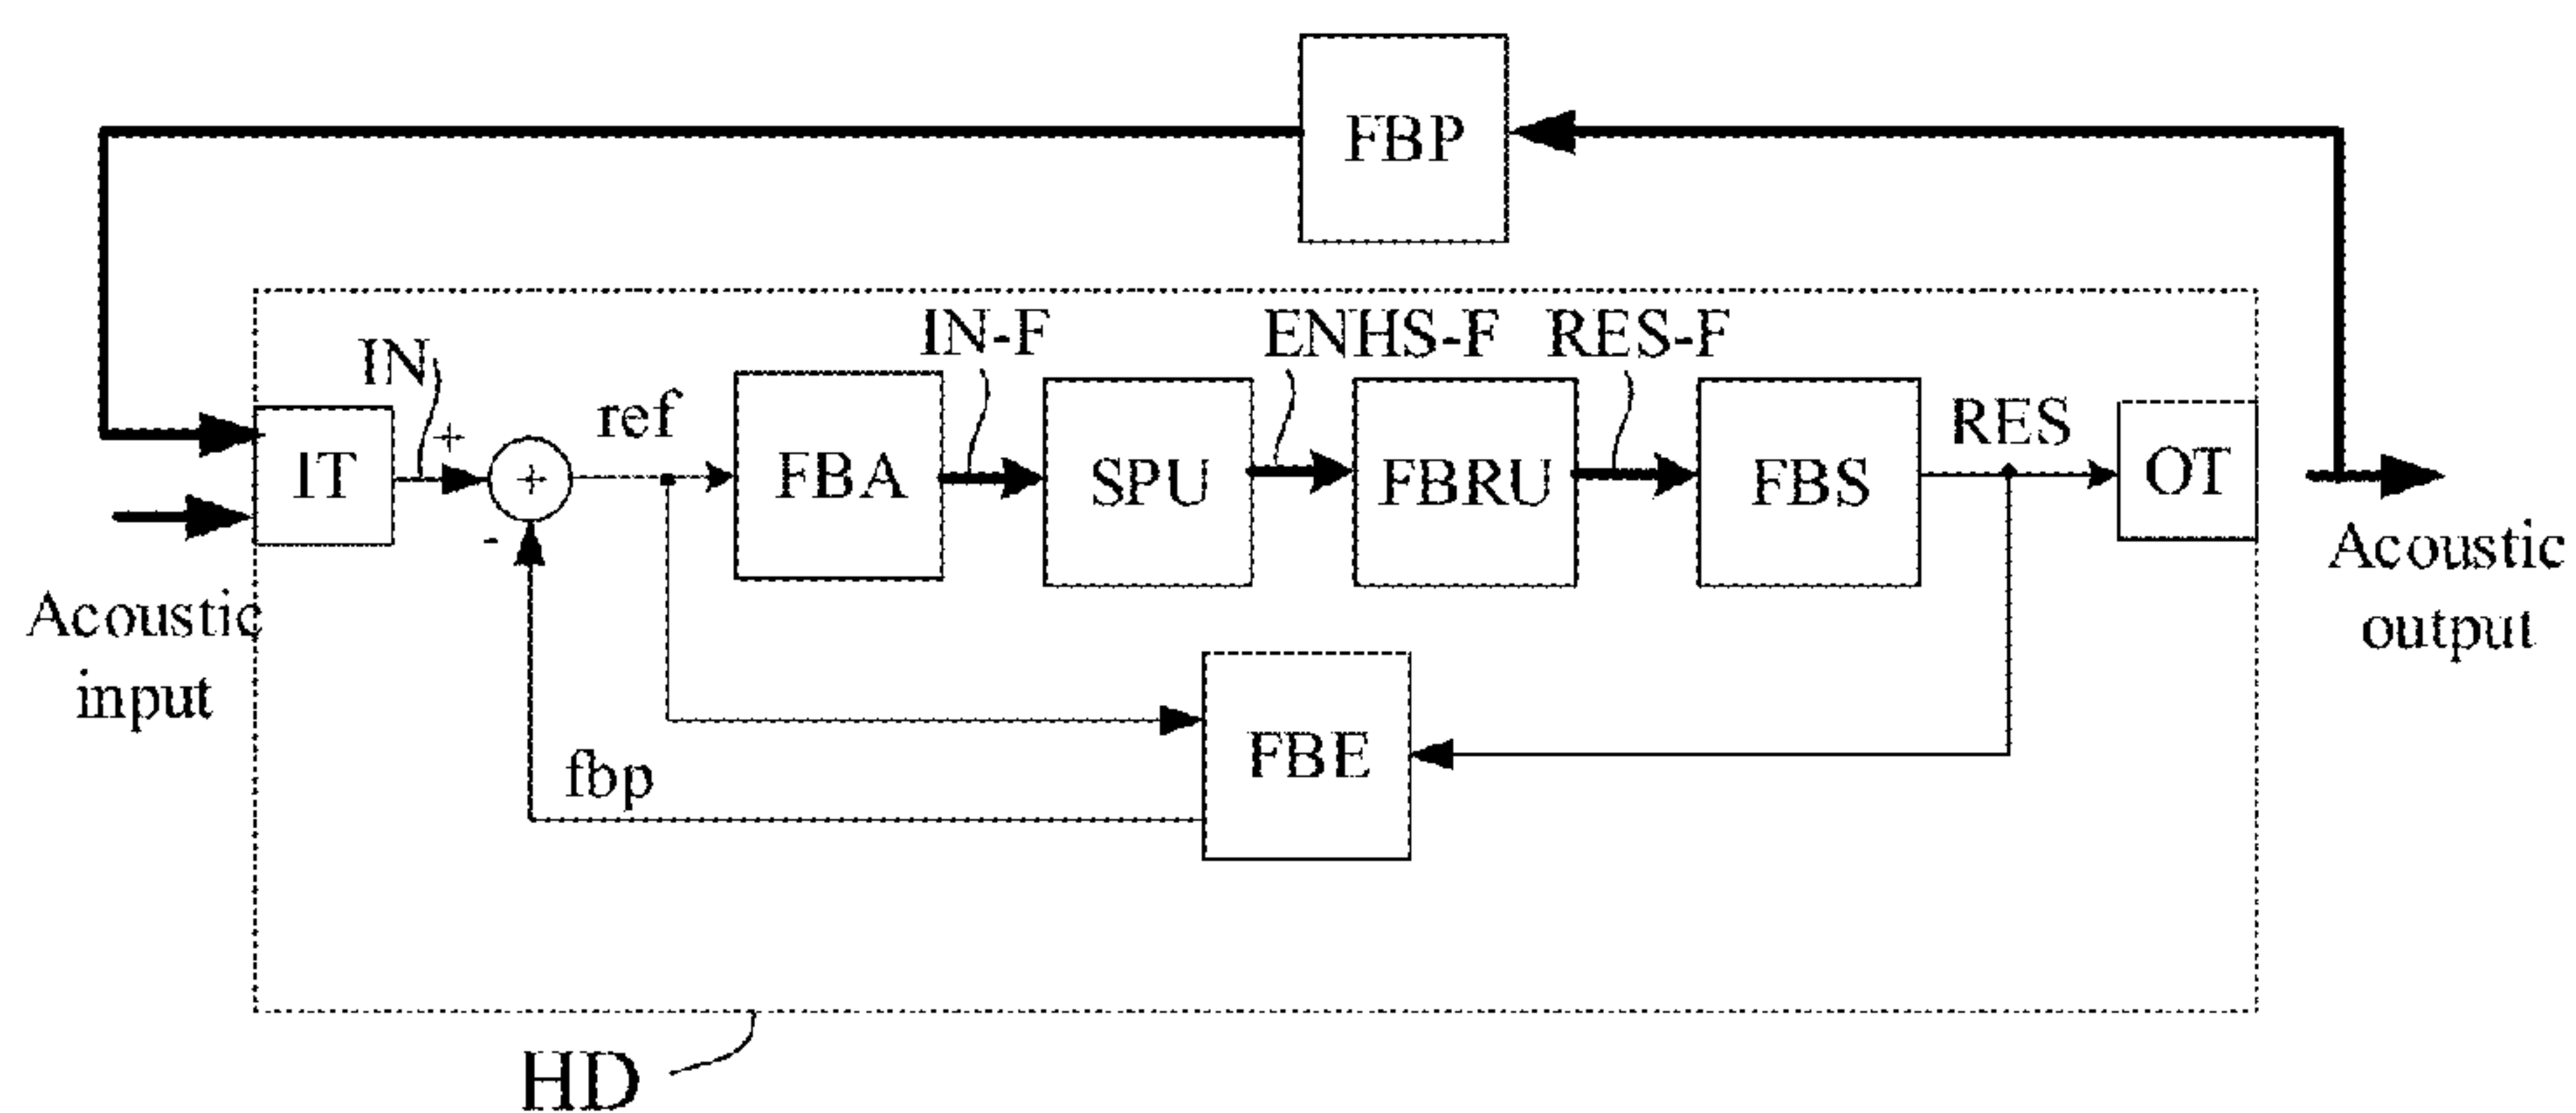 FBP
IN-F
ENHS-F
RES-F
IN
+
ref
RES
IT
+
FBA
SPU
FBRU
FBS
OT
-
Acoustic
input
Acoustic
output
fbp
FBE
HD